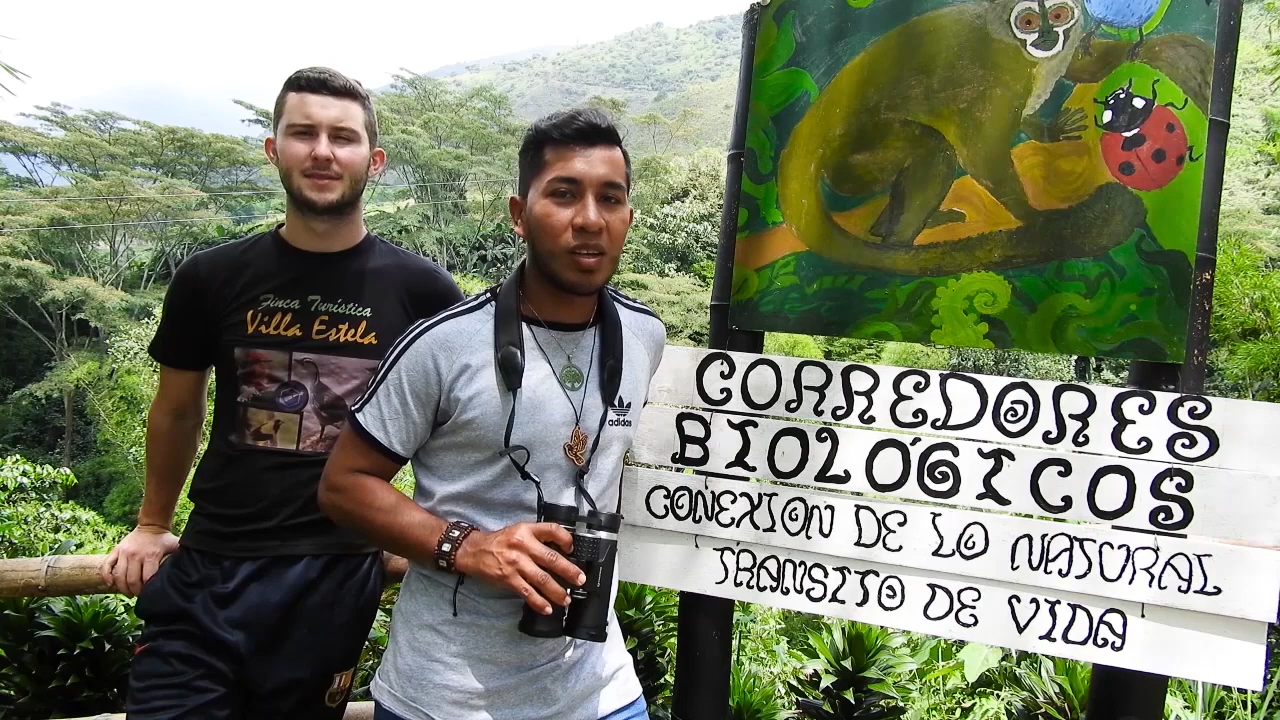 Finca Turística
Villa Estela
adidas
CORREDORES
BIOLÓGICOS
CONEXION DE LO NATURAL
TRANSITO DE VIDA